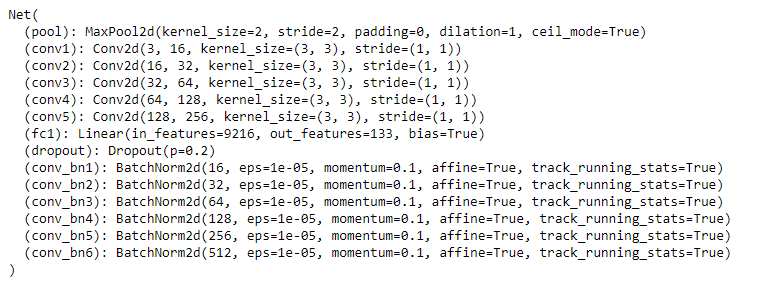 Net(
(pool): MaxPool2d(kernel_size=2, stride=2, padding=0, dilation=1, ceil_mode=True)
(conv1): Conv2d(3, 16, kernel_size=(3, 3), stride=(1, 1))
(conv2): Conv2d(16, 32, kernel_size=(3, 3), stride=(1, 1))
(conv3): Conv2d(32, 64, kernel_size=(3, 3), stride=(1, 1))
(conv4): Conv2d(64, 128, kernel_size=(3, 3), stride=(1, 1))
(conv5): Conv2d(128, 256, kernel_size=(3, 3), stride=(1, 1))
(fc1): Linear(in_features=9216, out_features=133, bias=True)
(dropout): Dropout(p=0.2)
(conv_bn1): BatchNorm2d(16, eps=1e-05, momentum=0.1, affine=True, track_running_stats=True)
(conv_bn2): BatchNorm2d(32, eps=1e-05, momentum=0.1, affine=True, track_running_stats=True)
(conv_bn3): BatchNorm2d(64, eps=1e-05, momentum=0.1, affine=True, track_running_stats=True)
(conv_bn4): BatchNorm2d(128, eps=1e-05, momentum=0.1, affine=True, track_running_stats=True)
(conv_bn5): BatchNorm2d(256, eps=1e-05, momentum=0.1, affine=True, track_running_stats=True)
(conv_bn6): BatchNorm2d(512, eps=1e-05, momentum=0.1, affine=True, track_running_stats=True)
)